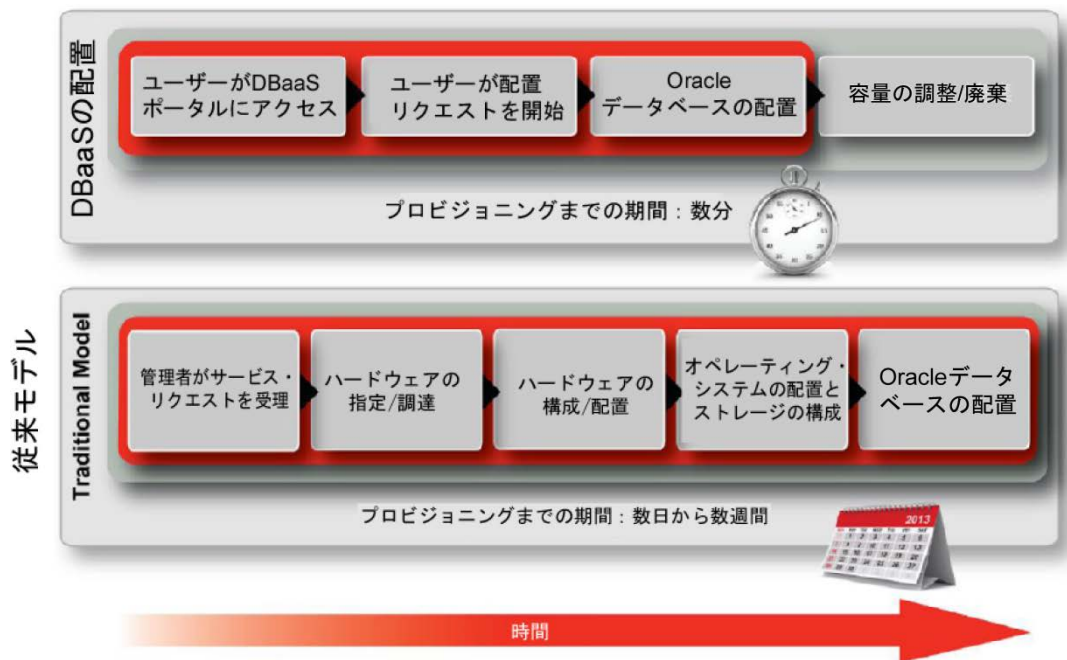 DBaaSの配置
ユーザーがDBaaS
ポータルにアクセス
ユーザーが配置
リクエストを開始
Oracle
データベースの配置
容量の調整/廃棄
プロビジョニングまでの期間：数分
従来モデル
Traditional Model
管理者がサービス・
リクエストを受理
ハードウェアの
指定/調達
ハードウェアの
構成/配置
オペレーティング・
システムの配置と
ストレージの構成
Oracleデータ
ベースの配置
プロビジョニングまでの期間：数日から数週間
2013
時間